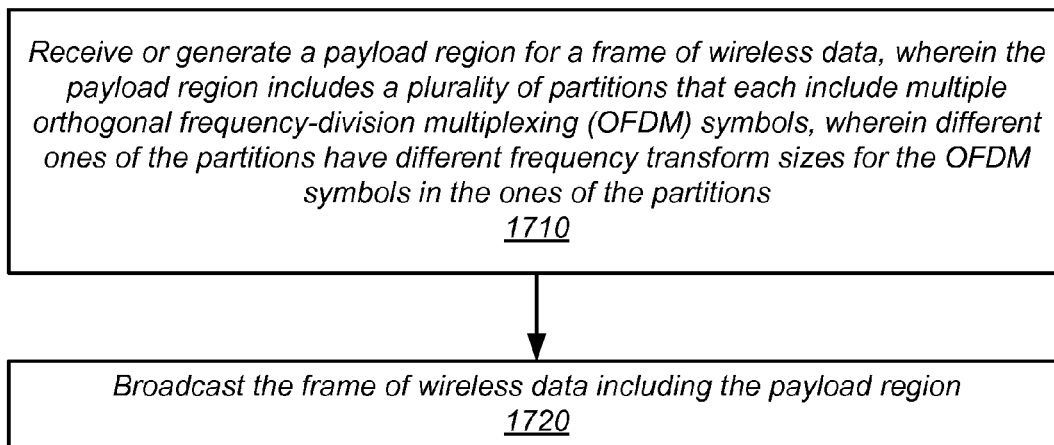 Receive or generate a payload region for a frame of wireless data, wherein the
payload region includes a plurality of partitions that each include multiple
orthogonal frequency-division multiplexing (OFDM) symbols, wherein different
ones of the partitions have different frequency transform sizes for the OFDM
symbols in the ones of the partitions
1710
Broadcast the frame of wireless data including the payload region
1720